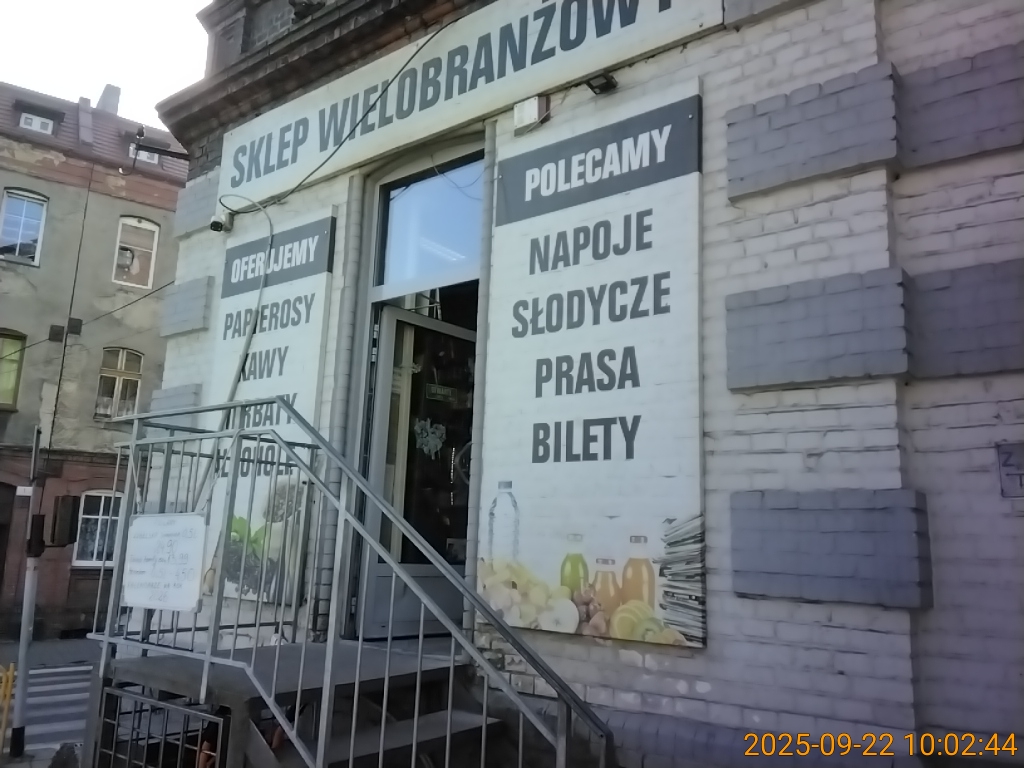 SKLEP WIELOBRANŻOWY
OFERUJEMY
PAPIEROSY
KAWY
POLECAMY
NAPOJE
SŁODYCZE
PRASA
BILETY
2025-09-22 10:02:44